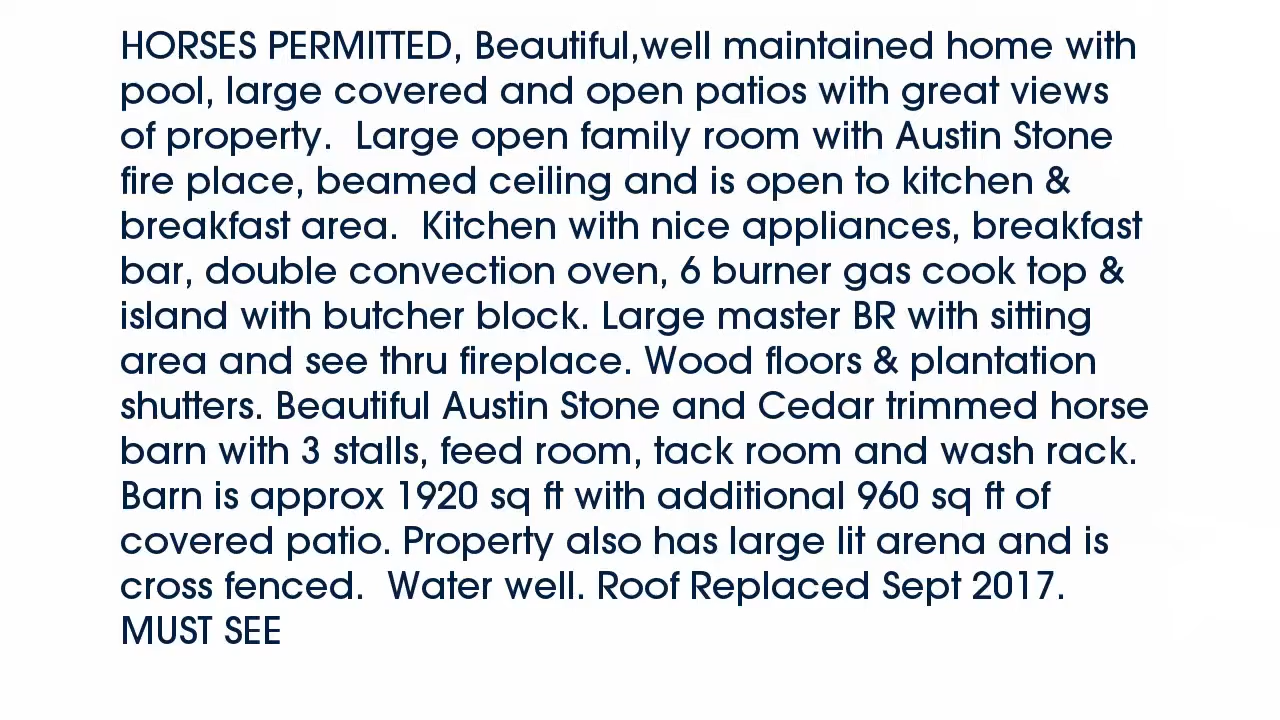 HORSES PERMITTED, Beautiful,well maintained home with
pool, large covered and open patios with great views
of property.  Large open family room with Austin Stone
fire place, beamed ceiling and is open to kitchen &
breakfast area.  Kitchen with nice appliances, breakfast
bar, double convection oven, 6 burner gas cook top &
island with butcher block. Large master BR with sitting
area and see thru fireplace. Wood floors & plantation
shutters. Beautiful Austin Stone and Cedar trimmed horse
barn with 3 stalls, feed room, tack room and wash rack.
Barn is approx 1920 sq ft with additional 960 sq ft of
covered patio. Property also has large lit arena and is
cross fenced.  Water well. Roof Replaced Sept 2017.
MUST SEE